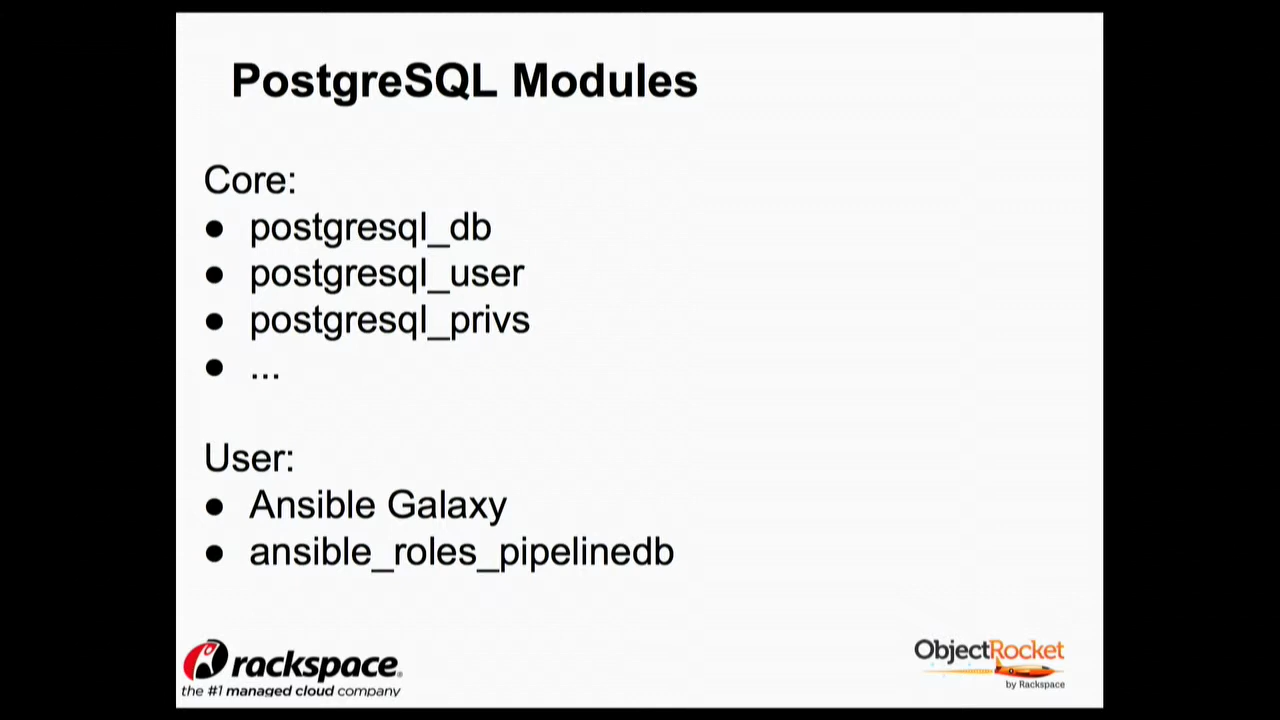 PostgreSQL Modules
Core:
● postgresql_db
● postgresql_user
● postgresql_privs
● ...
User:
● Ansible Galaxy
● ansible_roles_pipelinedb
rackspace®
the #1 managed cloud company
ObjectRocket
by Rackspace